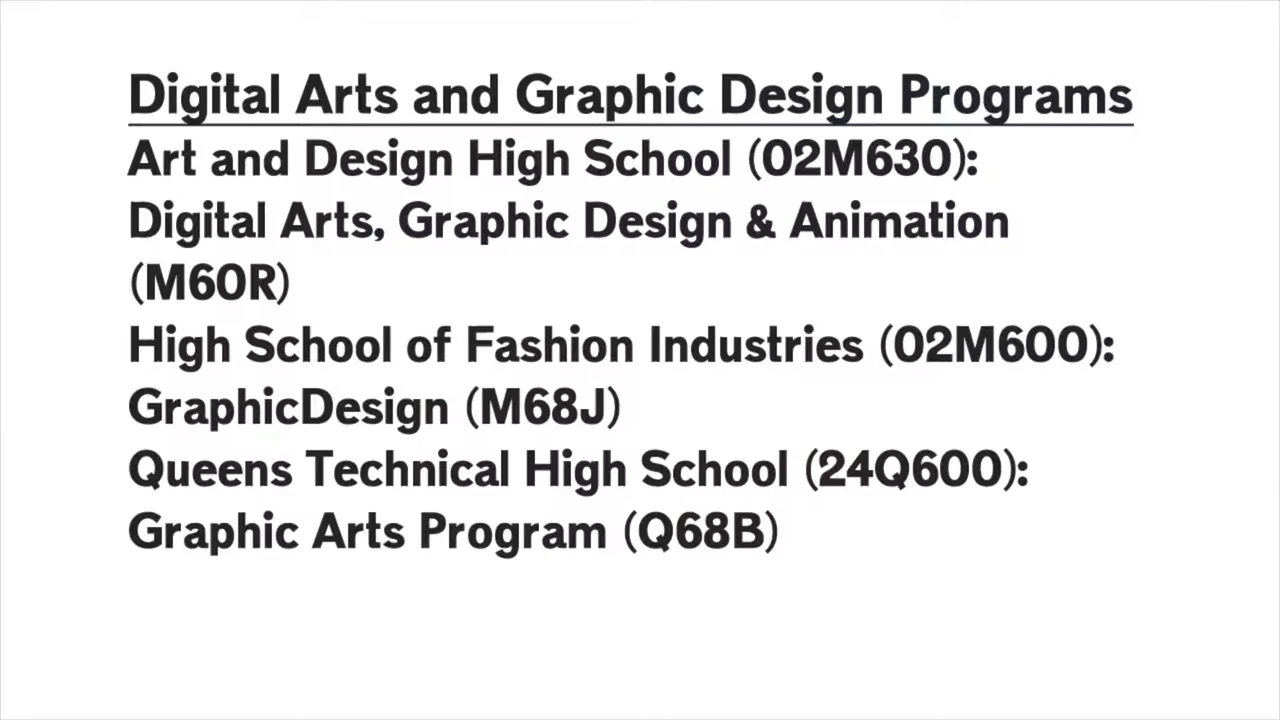 Digital Arts and Graphic Design Programs
Art and Design High School (02M630):
Digital Arts, Graphic Design & Animation
(M60R)
High School of Fashion Industries (02M600):
GraphicDesign (M68J)
Queens Technical High School (24Q600):
Graphic Arts Program (Q68B)